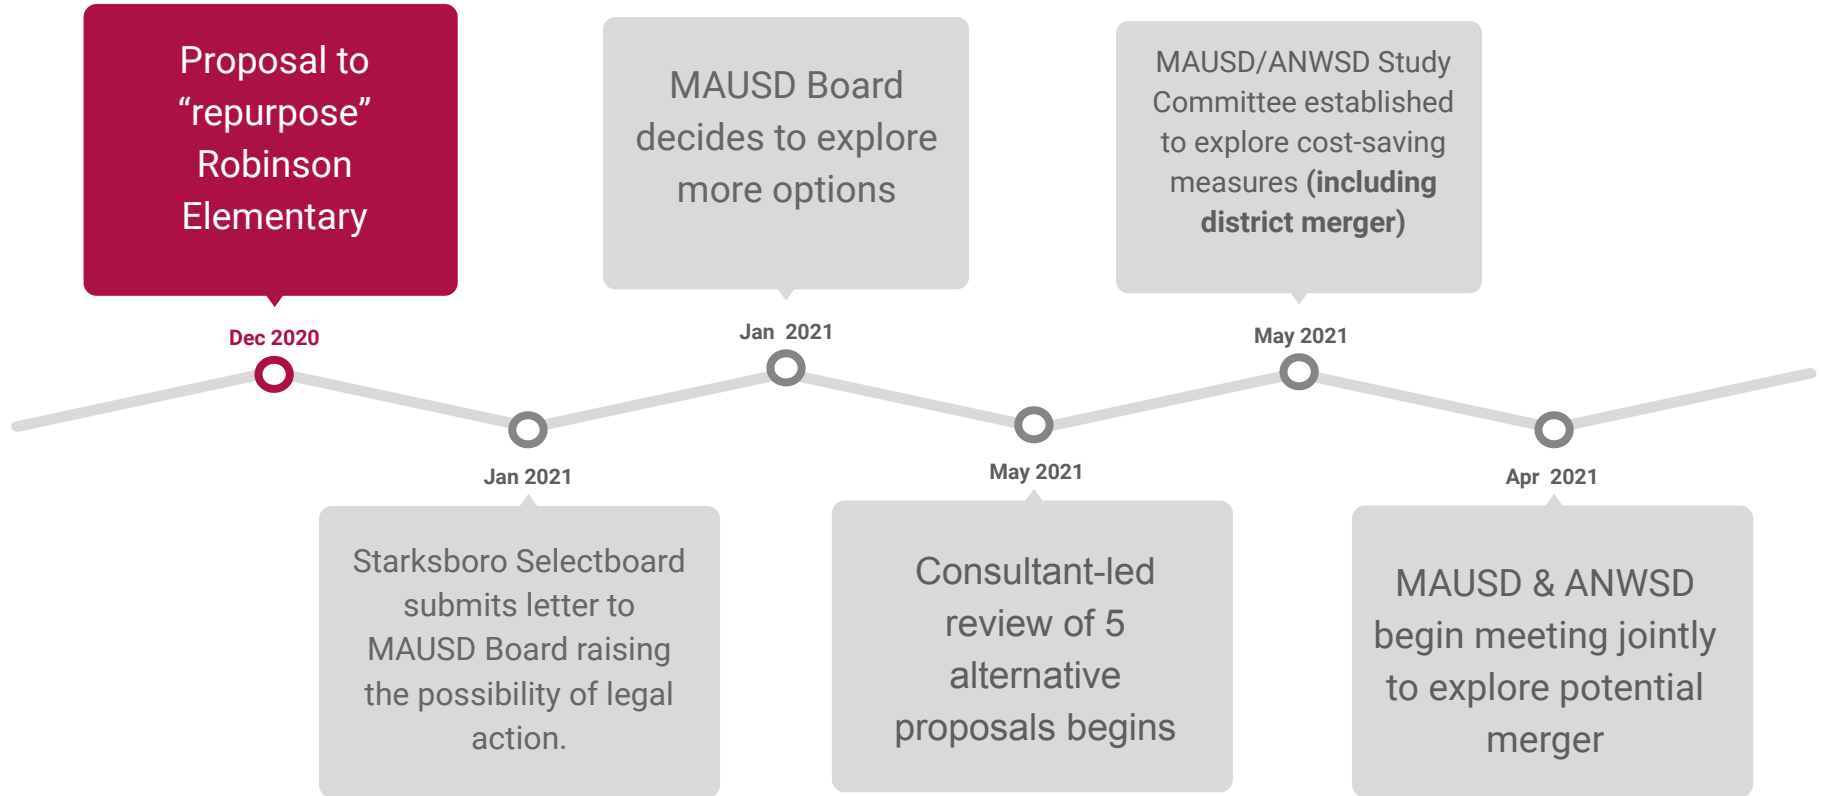 Proposal to
“repurpose”
Robinson
Elementary
Dec 2020
Jan 2021
Starksboro Selectboard
submits letter to
MAUSD Board raising
the possibility of legal
action.
MAUSD Board
decides to explore
more options
Jan 2021
May 2021
Consultant-led
review of 5
alternative
proposals begins
MAUSD/ANWSD Study
Committee established
to explore cost-saving
measures (including
district merger)
May 2021
Apr 2021
MAUSD & ANWSD
begin meeting jointly
to explore potential
merger